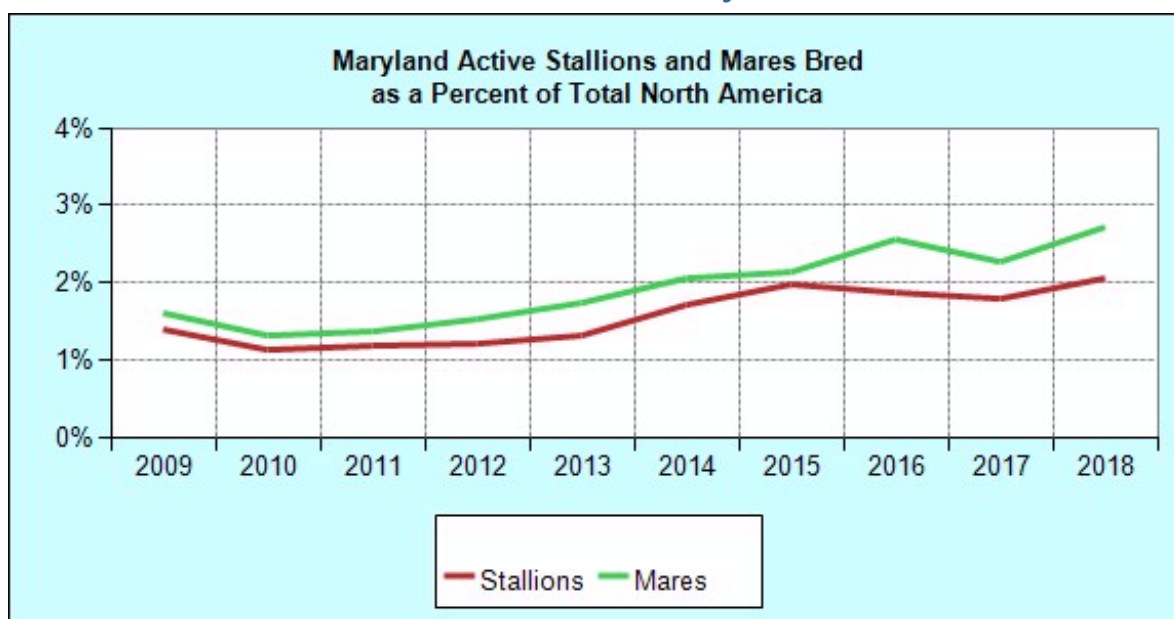 Maryland Active Stallions and Mares Bred
as a Percent of Total North America
4%
3%
2%
1%
0%
2009 2010 2011 2012 2013 2014 2015 2016 2017 2018
Stallions Mares